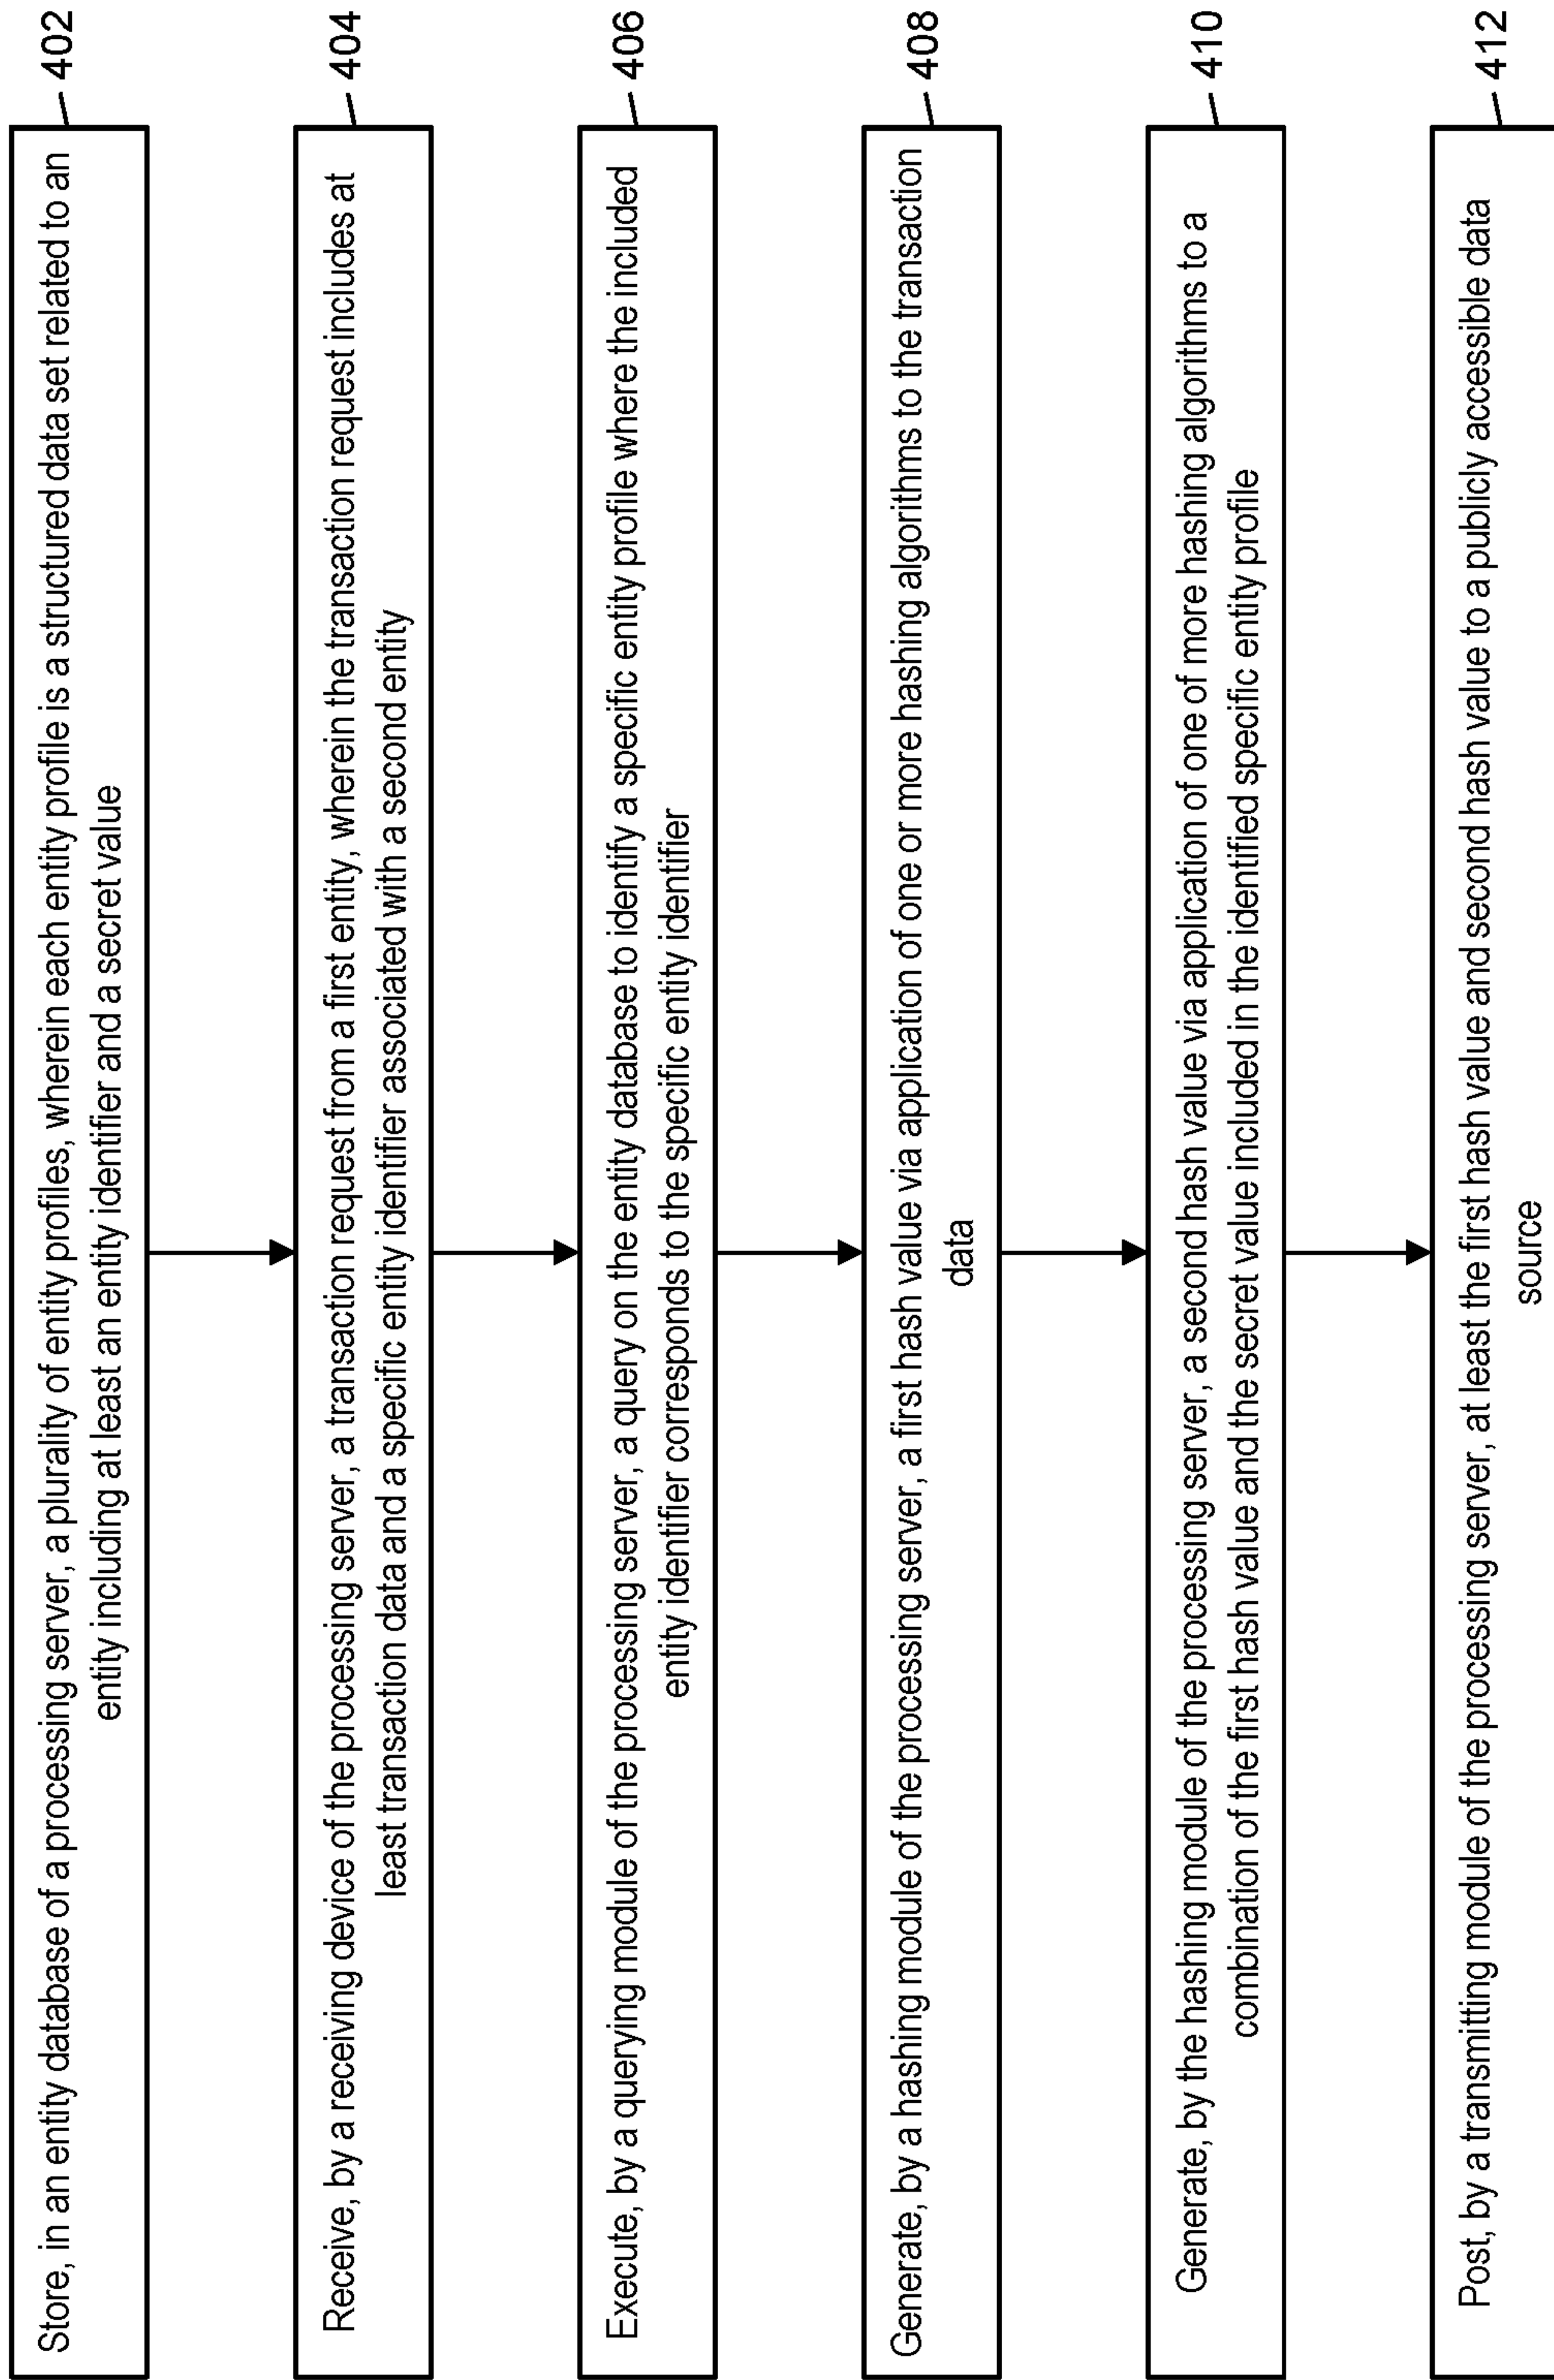 Store, in an entity database of a processing server, a plurality of entity profiles, wherein each entity profile is a structured data set related to an
entity including at least an entity identifier and a secret value
402
Receive, by a receiving device of the processing server, a transaction request from a first entity, wherein the transaction request includes at
least transaction data and a specific entity identifier associated with a second entity
404
Execute, by a querying module of the processing server, a query on the entity database to identify a specific entity profile where the included
entity identifier corresponds to the specific entity identifier
406
Generate, by a hashing module of the processing server, a first hash value via application of one or more hashing algorithms to the transaction
data
408
Generate, by the hashing module of the processing server, a second hash value via application of one of more hashing algorithms to a
combination of the first hash value and the secret value included in the identified specific entity profile
410
Post, by a transmitting module of the processing server, at least the first hash value and second hash value to a publicly accessible data
source
412